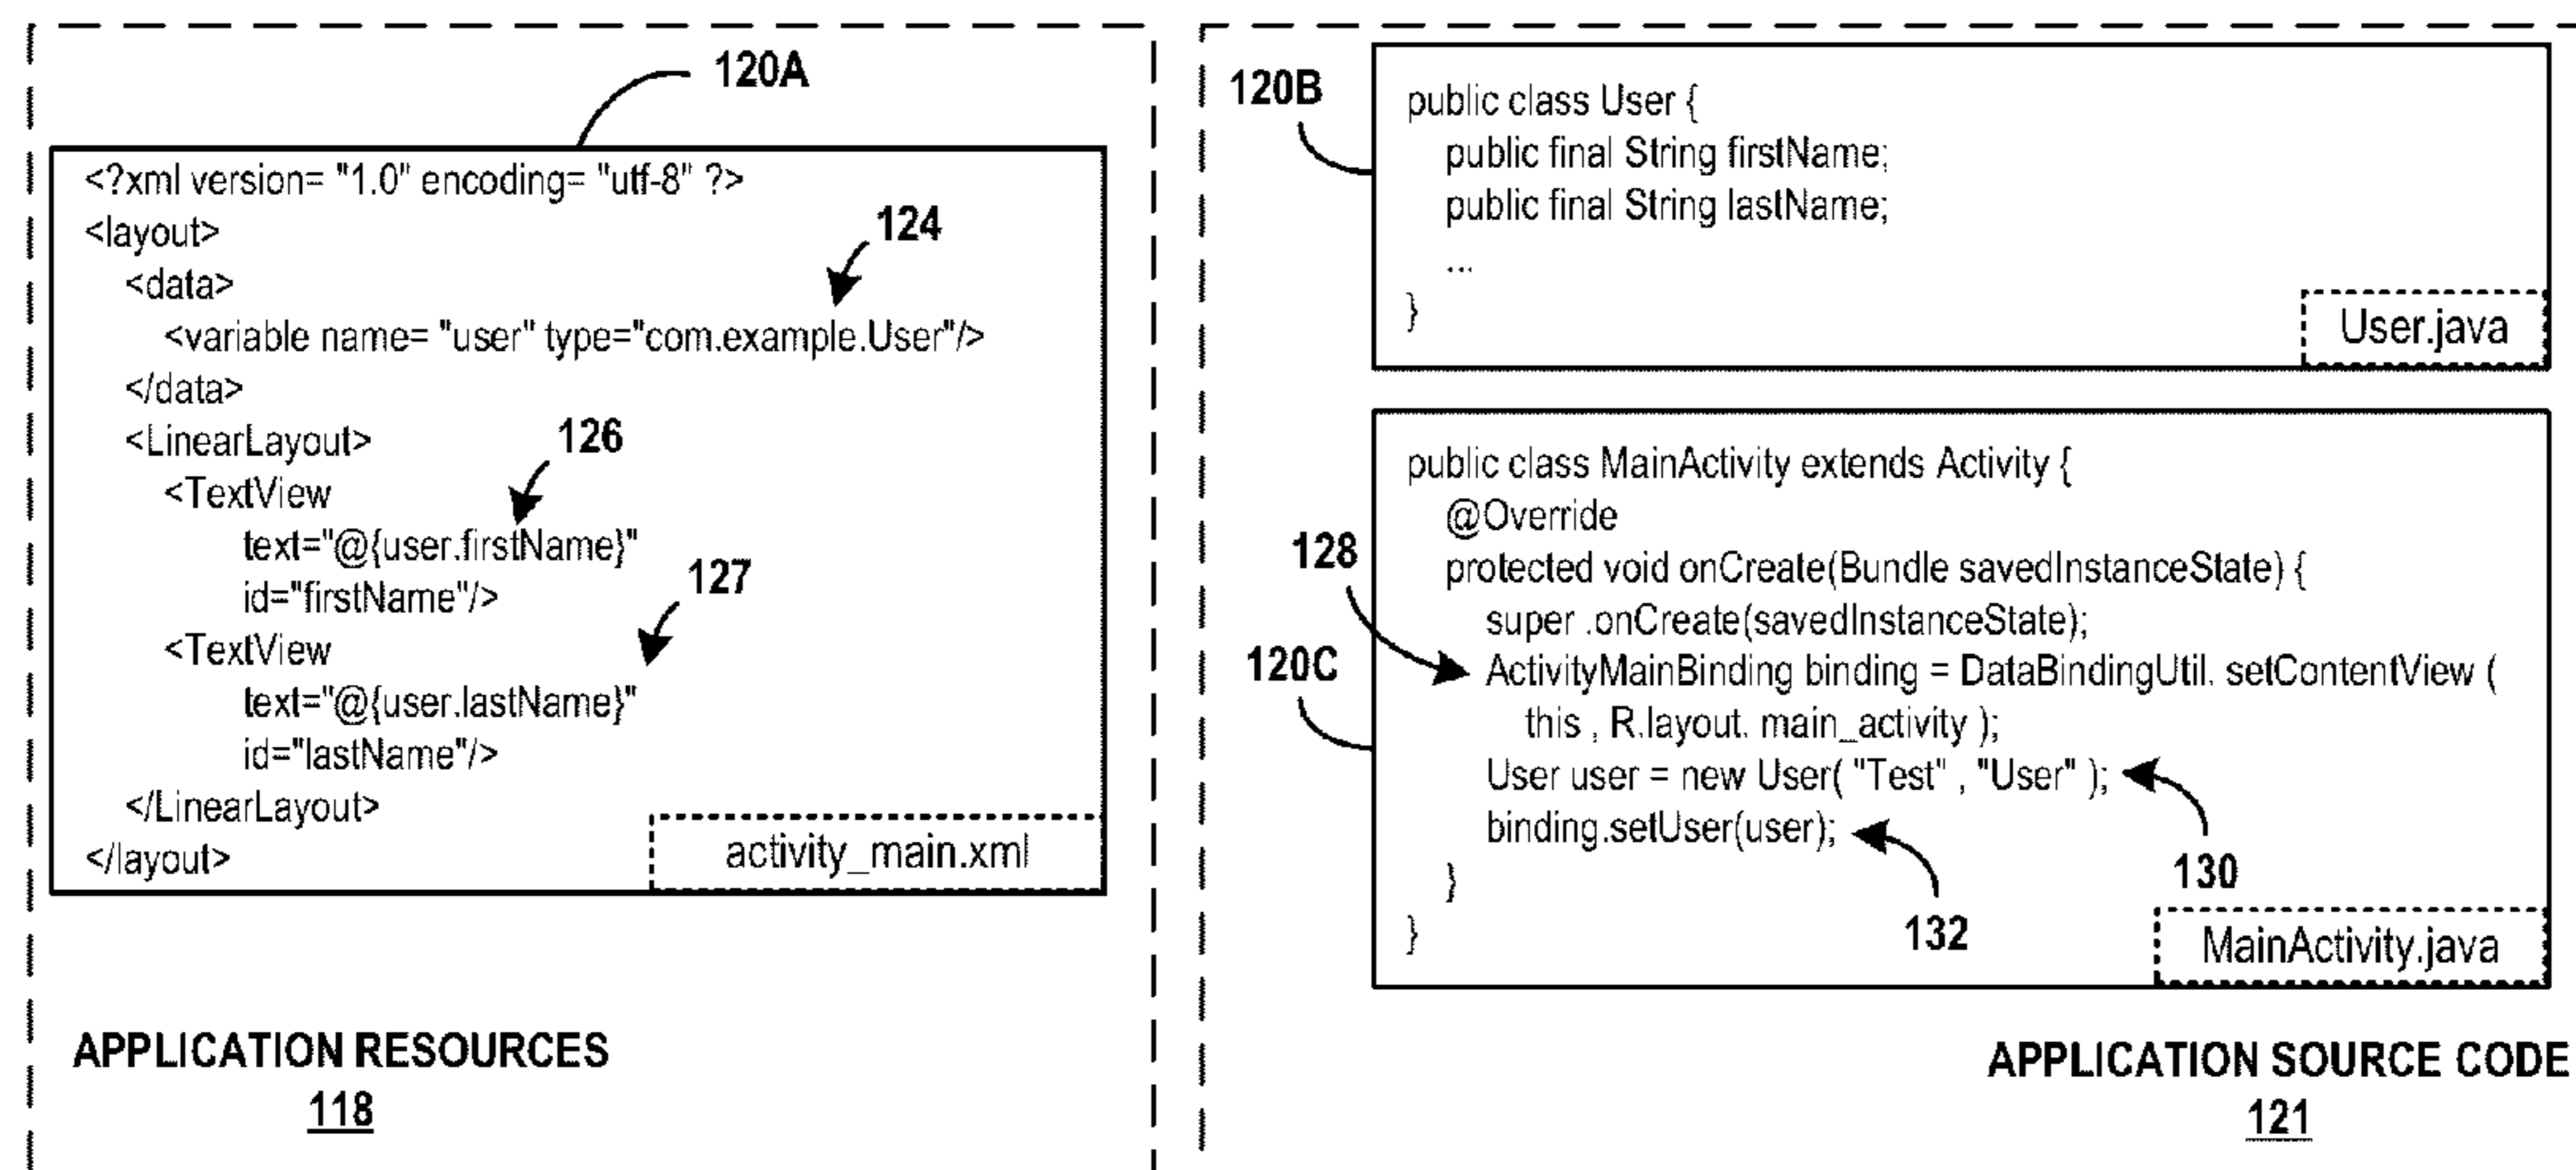 120A
<?xml version= "1.0" encoding= "utf-8" ?>
<layout>
124
<data>
<variable name= "user" type="com.example.User"/>
</data>
<LinearLayout>
126
<TextView
text="@{user.firstName}"
id="firstName"/>
127
<TextView
text="@{user.lastName}"
id="lastName"/>
</LinearLayout>
</layout>
activity_main.xml
APPLICATION RESOURCES
118
120B
public class User {
public final String firstName;
public final String lastName;
...
}
User.java
public class MainActivity extends Activity {
@Override
128
protected void onCreate(Bundle savedInstanceState) {
super .onCreate(savedInstanceState);
120C
ActivityMainBinding binding = DataBindingUtil. setContentView (
this , R.layout. main_activity );
User user = new User( "Test" , "User" );
binding.setUser(user);
130
}
132
}
MainActivity.java
APPLICATION SOURCE CODE
121